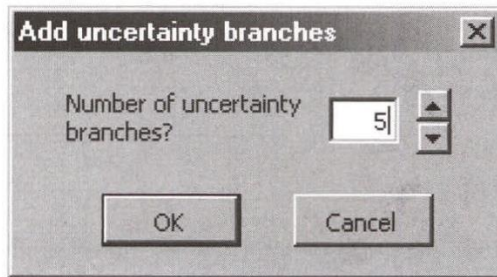 Add uncertainty branches
Number of uncertainty
branches?
5
OK
Cancel